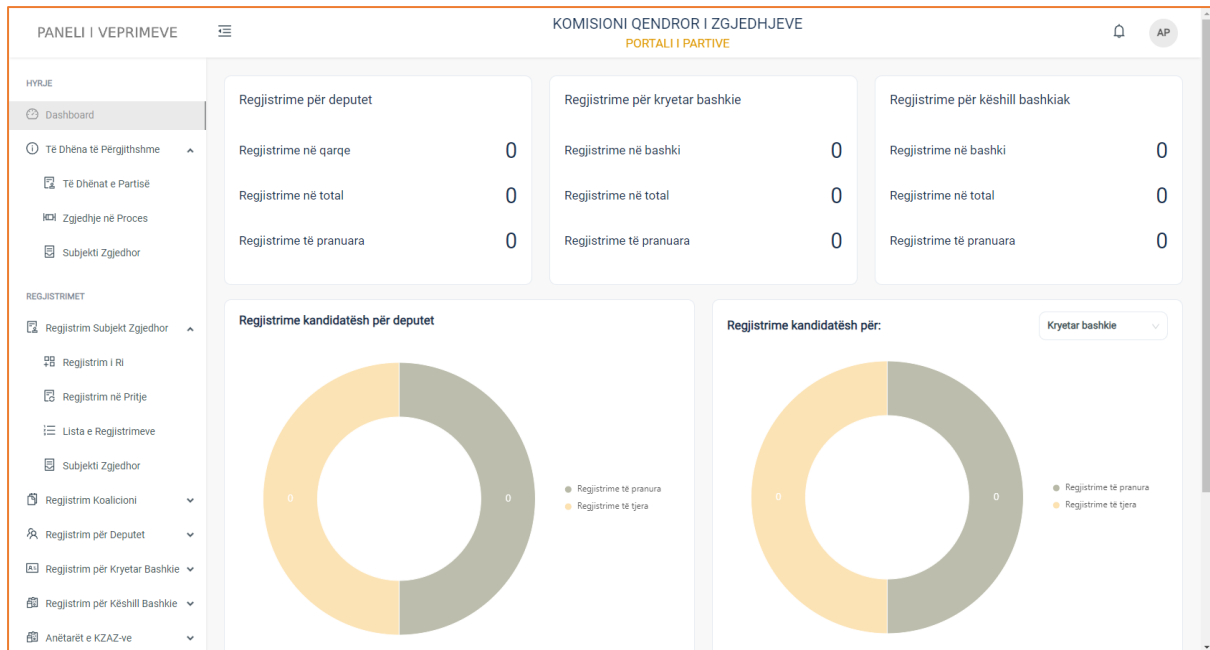 PANELI I VEPRIMEVE
KOMISIONI QENDROR I ZGJEDHJEVE
PORTALI I PARTIVE
AP
HYRJE
Dashboard
Të Dhëna të Përgjithshme
Të Dhënat e Partisë
Zgjedhje në Proces
Subjekti Zgjedhor
REGJISTRIMET
Regjistrim Subjekt Zgjedhor
Regjistrim i Ri
Regjistrim në Pritje
Lista e Regjistrimeve
Subjekti Zgjedhor
Regjistrim Koalicioni
Regjistrim për Deputet
Regjistrim për Kryetar Bashkie
Regjistrim për Këshill Bashkie
Anëtarët e KZAZ-ve
Regjistrime për deputet
Regjistrime në qarqe 0
Regjistrime në total 0
Regjistrime të pranuara 0
Regjistrime për kryetar bashkie
Regjistrime në bashki 0
Regjistrime në total 0
Regjistrime të pranuara 0
Regjistrime për këshill bashkiak
Regjistrime në bashki 0
Regjistrime në total 0
Regjistrime të pranuara 0
Regjistrime kandidatësh për deputet
0 0
Regjistrime të pranura
Regjistrime të tjera
Regjistrime kandidatësh për:
Kryetar bashkie
0 0
Regjistrime të pranura
Regjistrime të tjera